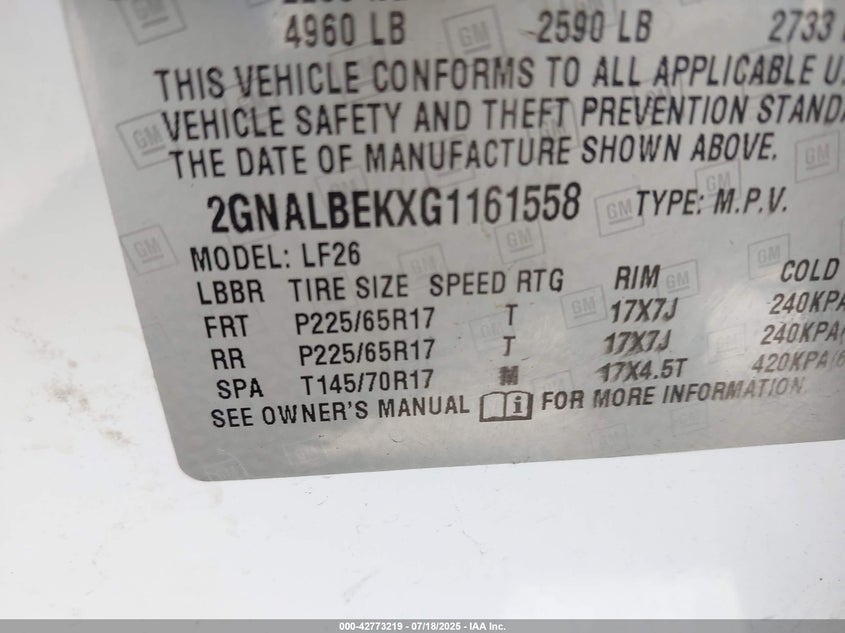 4960 LB 2590 LB 2733
THIS VEHICLE CONFORMS TO ALL APPLICABLE U.
VEHICLE SAFETY AND THEFT PREVENTION STANDA
THE DATE OF MANUFACTURE SHOWN ABOVE.
2GNALBEKXG1161558 TYPE: M.P.V.
MODEL: LF26
LBBR TIRE SIZE SPEED RTG RIM COLD
FRT P225/65R17 T 17X7J 240KPA
RR P225/65R17 T 17X7J 240KPA
SPA T145/70R17 M 17X4.5T 420KPA/6
SEE OWNER'S MANUAL i FOR MORE INFORMATION.
000-42773219 - 07/18/2025 - IAA Inc.